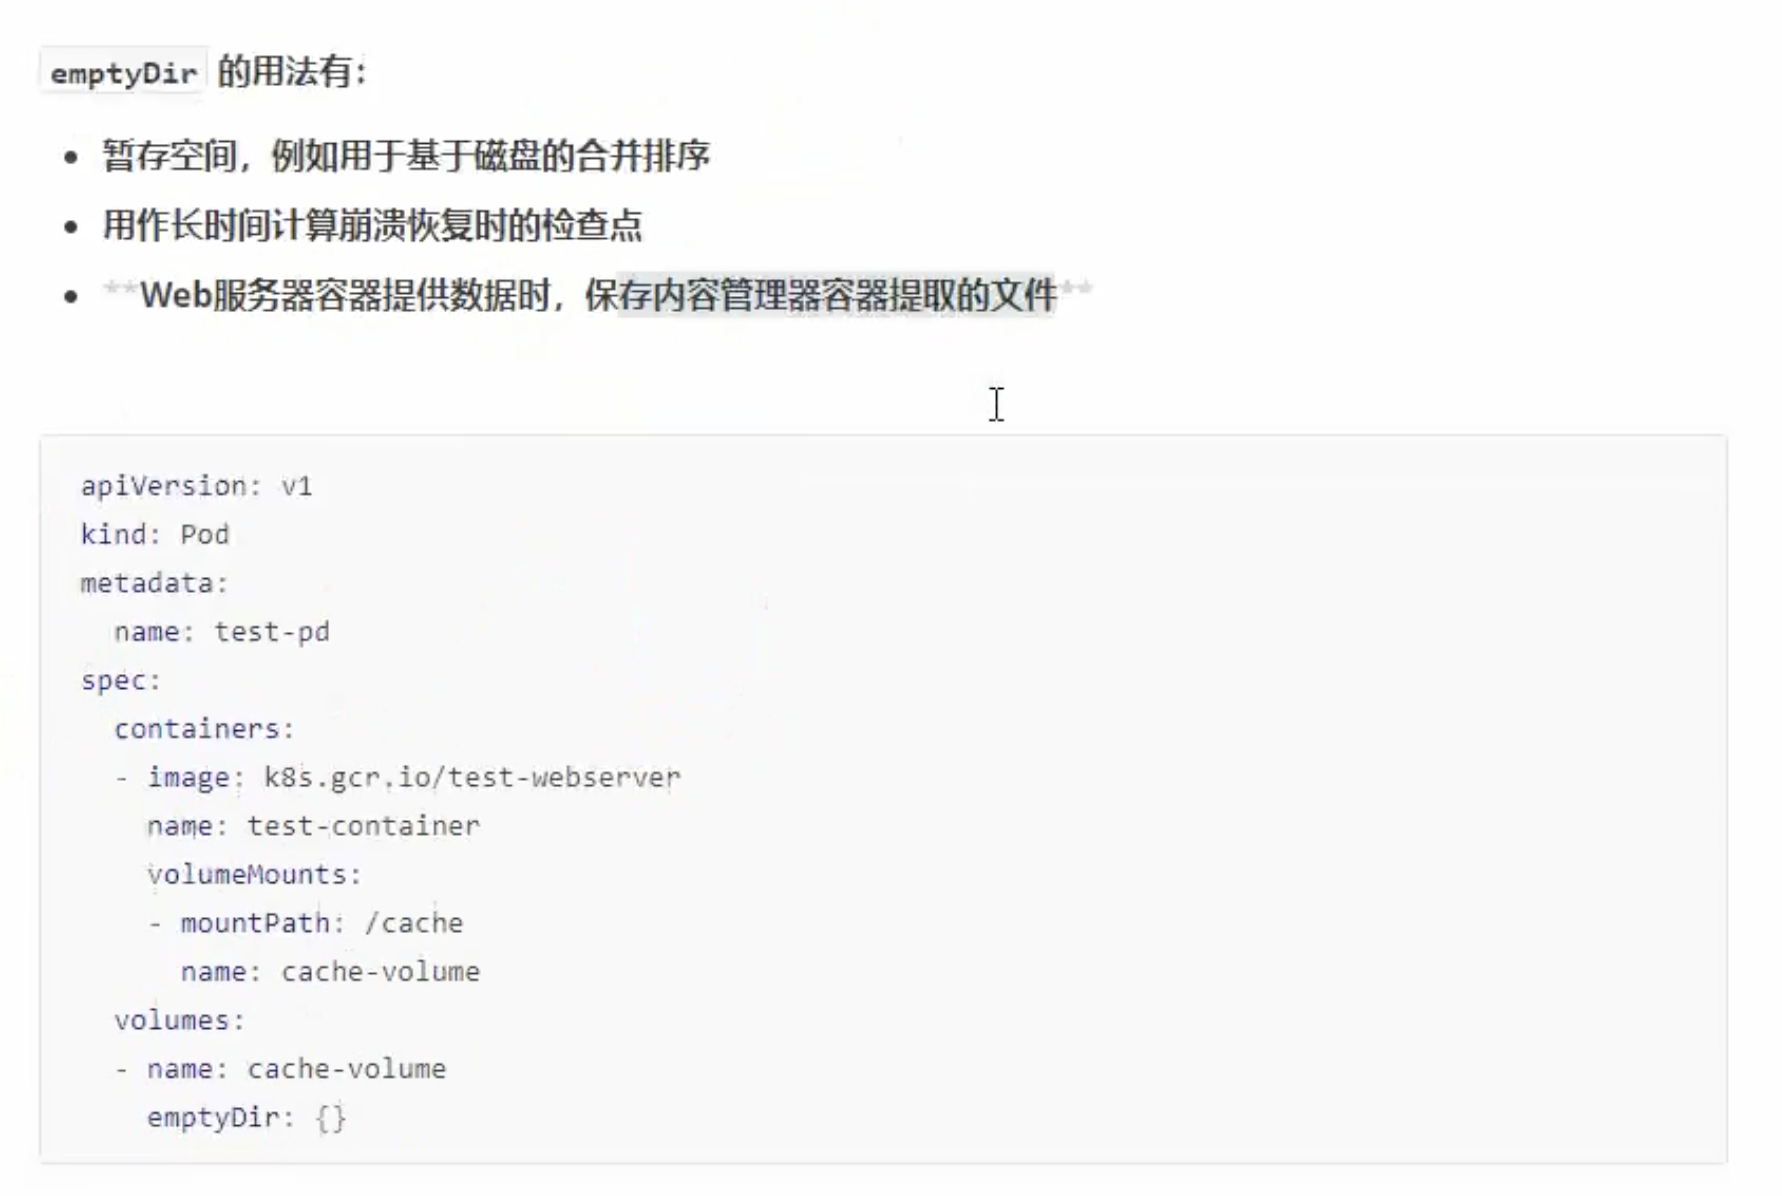 emptyDir 的用法有：
• 暂存空间，例如用于基于磁盘的合并排序
• 用作长时间计算崩溃恢复时的检查点
• **Web服务器容器提供数据时，保存内容管理器容器提取的文件**
apiVersion: v1
kind: Pod
metadata:
  name: test-pd
spec:
  containers:
  - image: k8s.gcr.io/test-webserver
    name: test-container
    volumeMounts:
    - mountPath: /cache
      name: cache-volume
  volumes:
  - name: cache-volume
    emptyDir: {}